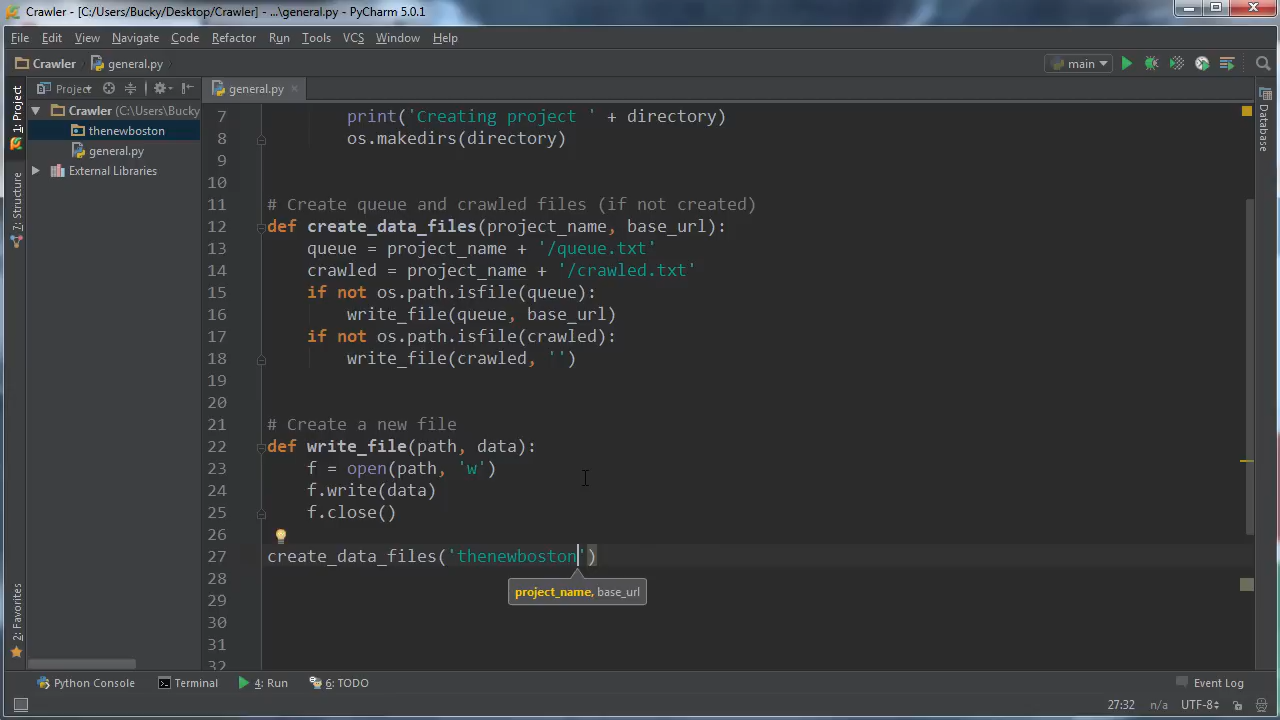 Crawler - [C:/Users/Bucky/Desktop/Crawler] - ...\general.py - PyCharm 5.0.1
File Edit View Navigate Code Refactor Run Tools VCS Window Help
Crawler general.py main
1: Project
7: Structure
2: Favorites
Project
Crawler (C:\Users\Bucky
thenewboston
general.py
External Libraries
general.py
7 print('Creating project ' + directory)
8 os.makedirs(directory)
9
10
11 # Create queue and crawled files (if not created)
12 def create_data_files(project_name, base_url):
13 queue = project_name + '/queue.txt'
14 crawled = project_name + '/crawled.txt'
15 if not os.path.isfile(queue):
16 write_file(queue, base_url)
17 if not os.path.isfile(crawled):
18 write_file(crawled, '')
19
20
21 # Create a new file
22 def write_file(path, data):
23 f = open(path, 'w')
24 f.write(data)
25 f.close()
26
27 create_data_files('thenewboston')
28
project_name, base_url
29
30
31
32
Database
Python Console Terminal 4: Run 6: TODO Event Log
27:32 n/a UTF-8